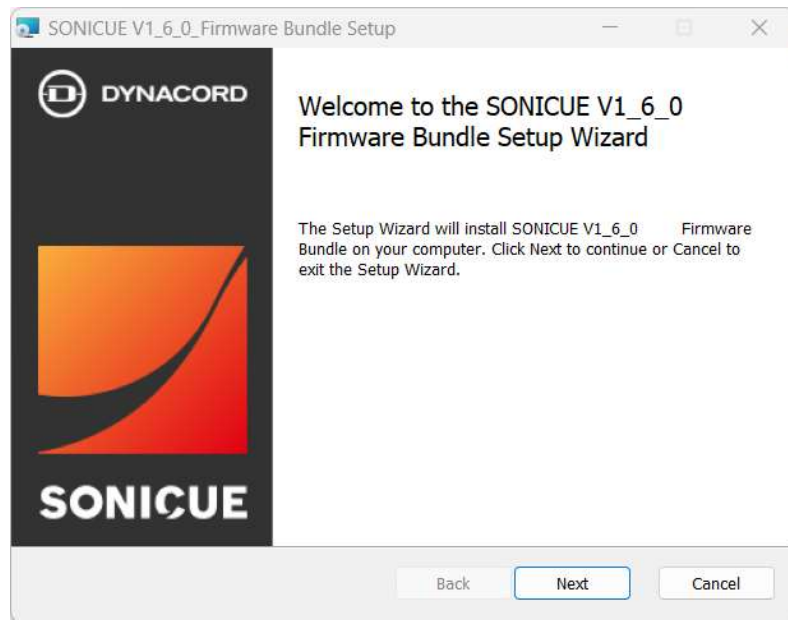 SONICUE V1_6_0_Firmware Bundle Setup
DYNACORD
Welcome to the SONICUE V1_6_0
Firmware Bundle Setup Wizard
The Setup Wizard will install SONICUE V1_6_0 Firmware
Bundle on your computer. Click Next to continue or Cancel to
exit the Setup Wizard.
SONICUE
Back
Next
Cancel